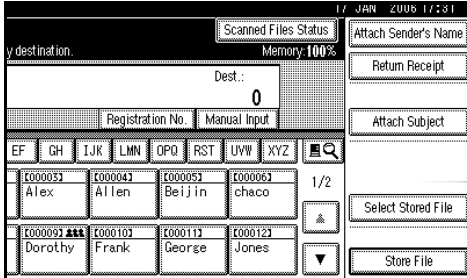 17 JAN 2006 17:31
Scanned Files Status
Attach Sender's Name
y destination.
Memory:100%
Return Receipt
Dest.:
0
Registration No.
Manual Input
Attach Subject
EF
GH
IJK
LMN
OPQ
RST
UVW
XYZ
[00003]
[00004]
[00005]
[00006]
1/2
Alex
Allen
Beijin
chaco
Select Stored File
[00009]
[00010]
[00011]
[00012]
Dorothy
Frank
George
Jones
Store File